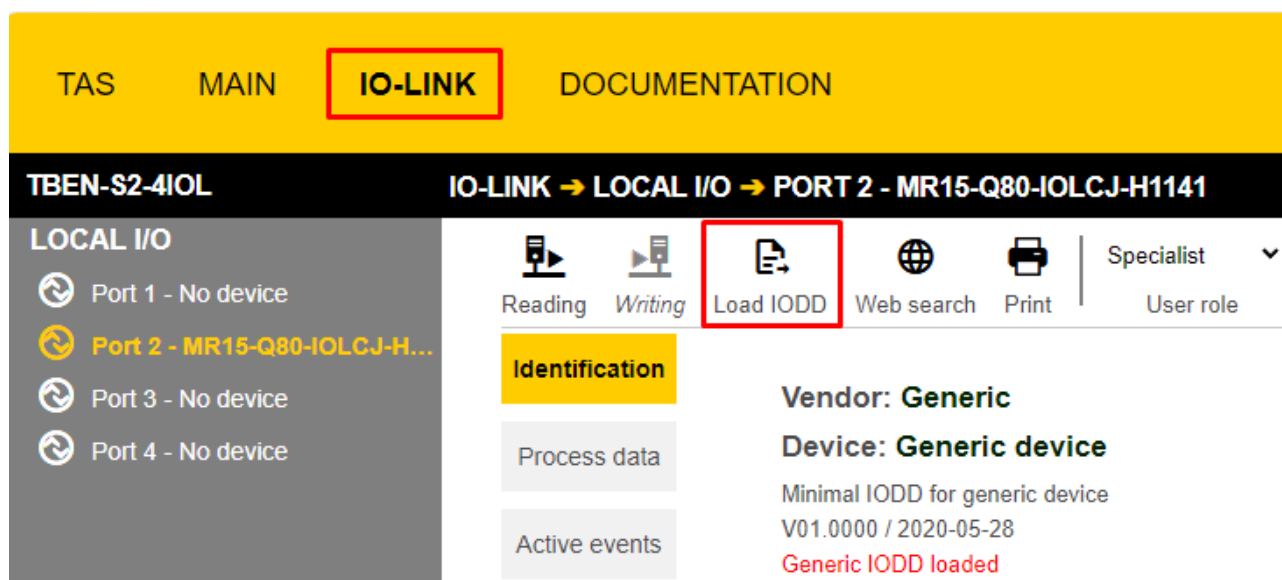 TAS MAIN IO-LINK DOCUMENTATION
TBEN-S2-4IOL IO-LINK ➔ LOCAL I/O ➔ PORT 2 - MR15-Q80-IOLCJ-H1141
LOCAL I/O
Port 1 - No device
Port 2 - MR15-Q80-IOLCJ-H...
Port 3 - No device
Port 4 - No device
Reading Writing Load IODD Web search Print
Specialist
User role
Identification
Process data
Active events
Vendor: Generic
Device: Generic device
Minimal IODD for generic device
V01.0000 / 2020-05-28
Generic IODD loaded